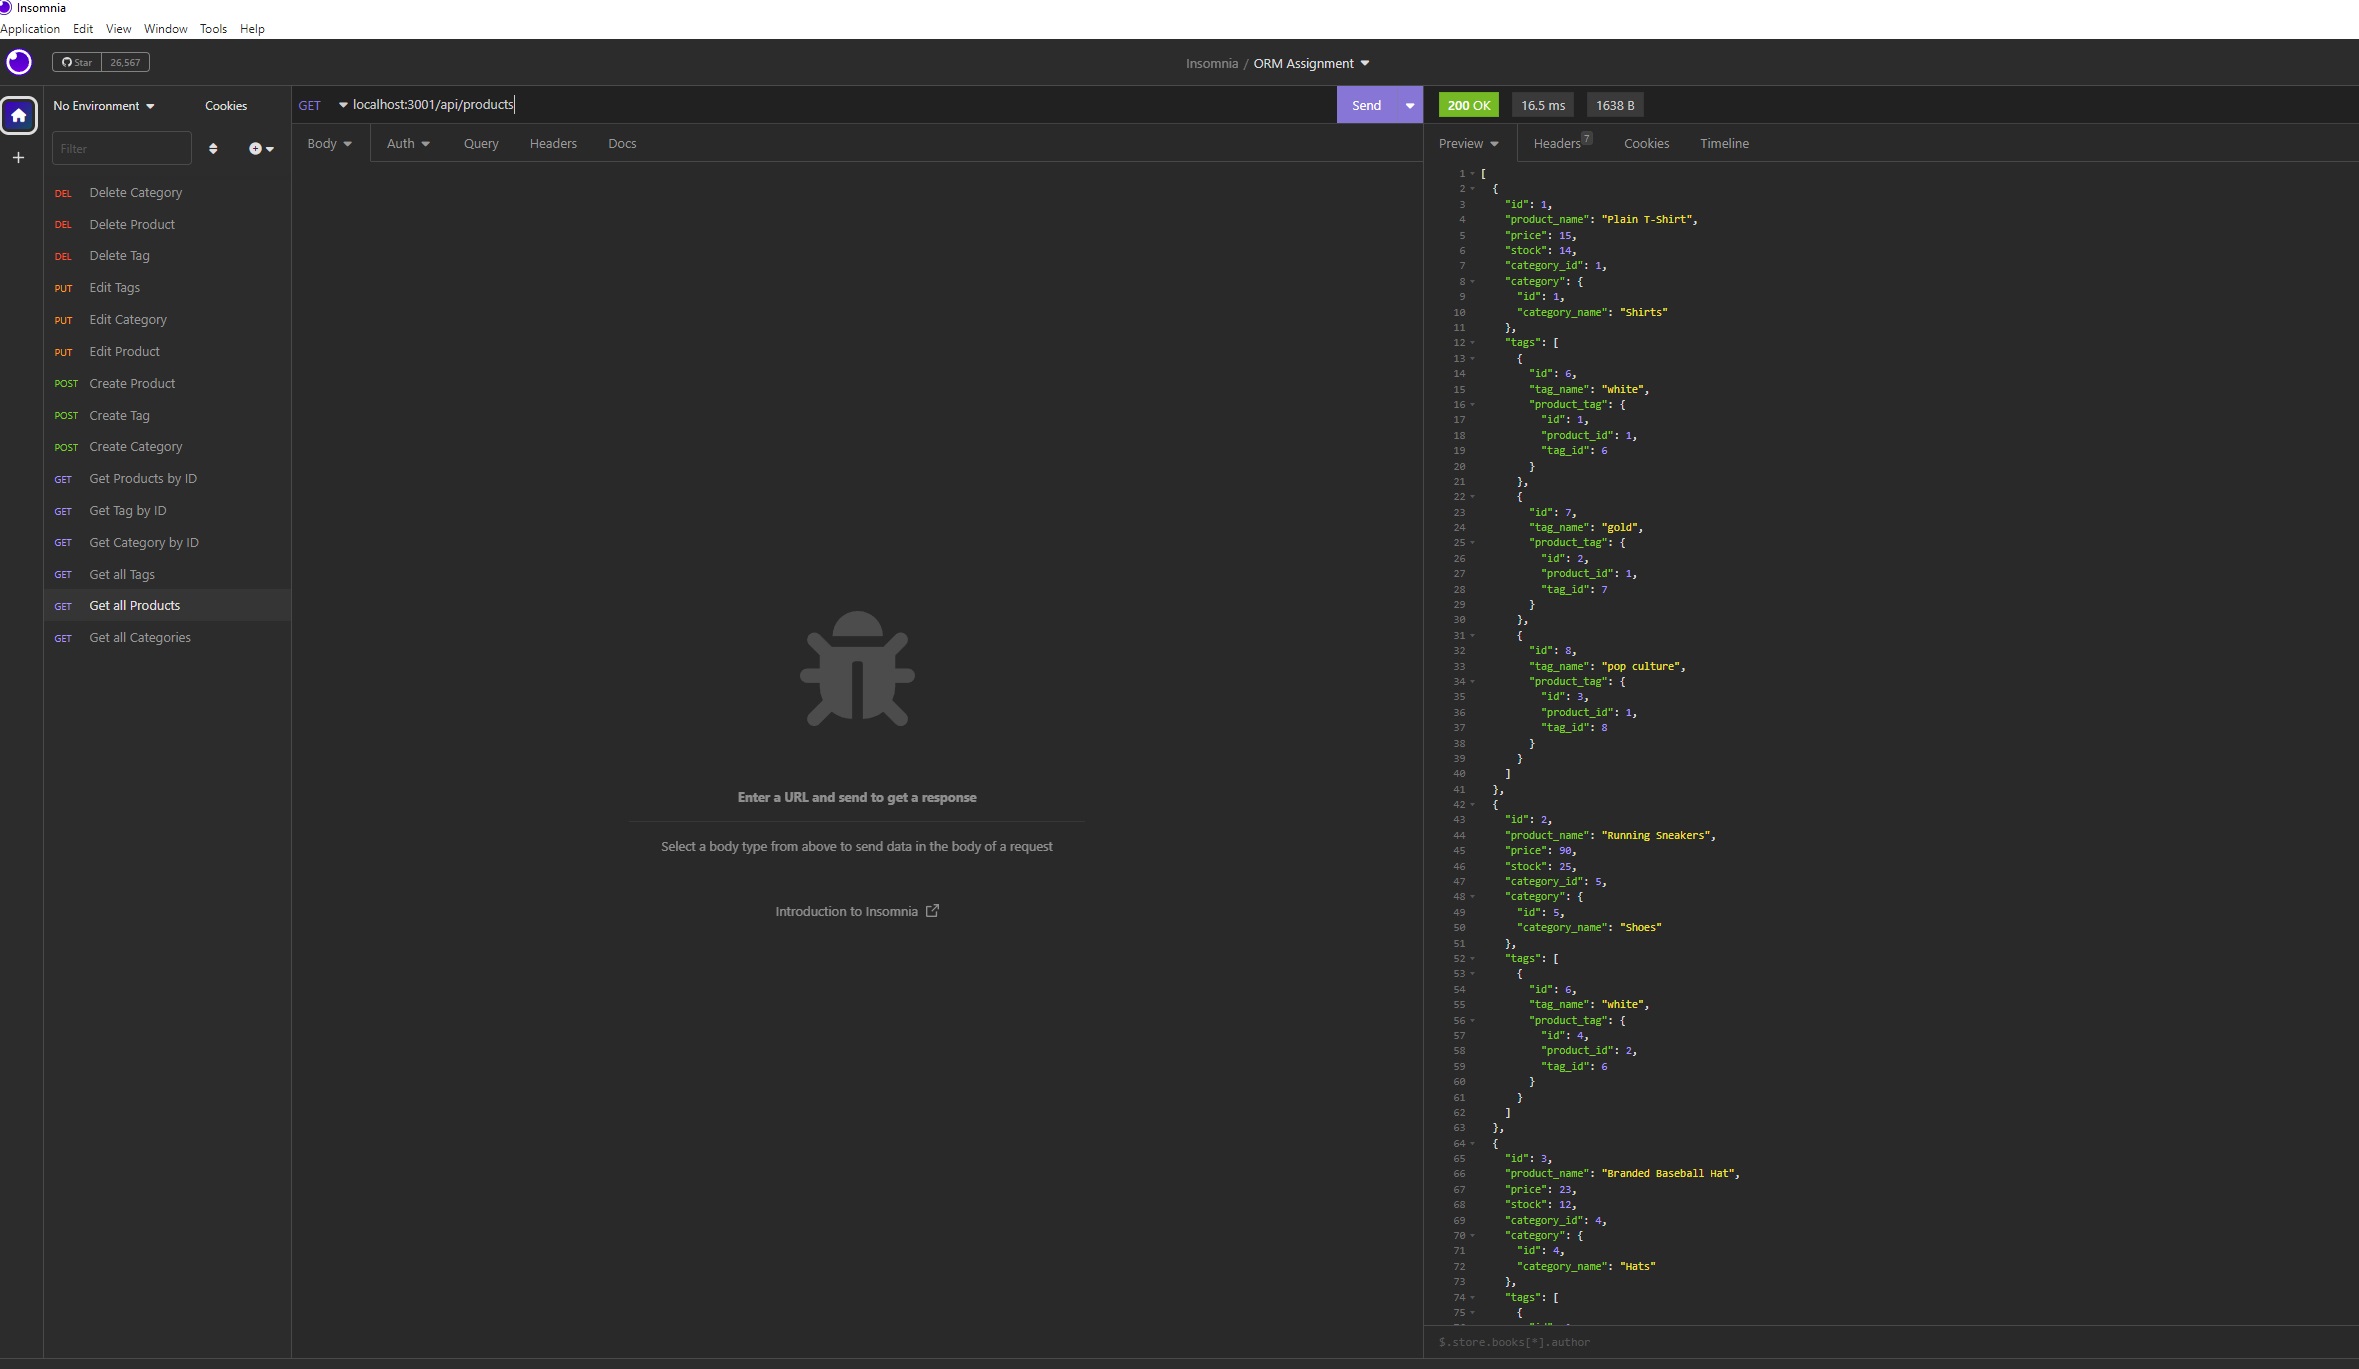 Insomnia
Application Edit View Window Tools Help
Star 26,567
Insomnia / ORM Assignment
No Environment Cookies
Filter
DEL Delete Category
DEL Delete Product
DEL Delete Tag
PUT Edit Tags
PUT Edit Category
PUT Edit Product
POST Create Product
POST Create Tag
POST Create Category
GET Get Products by ID
GET Get Tag by ID
GET Get Category by ID
GET Get all Tags
GET Get all Products
GET Get all Categories
GET localhost:3001/api/products Send
Body Auth Query Headers Docs
Enter a URL and send to get a response
Select a body type from above to send data in the body of a request
Introduction to Insomnia
200 OK 16.5 ms 1638 B
Preview Headers 7 Cookies Timeline
1 [
2 {
3 "id": 1,
4 "product_name": "Plain T-Shirt",
5 "price": 15,
6 "stock": 14,
7 "category_id": 1,
8 "category": {
9 "id": 1,
10 "category_name": "Shirts"
11 },
12 "tags": [
13 {
14 "id": 6,
15 "tag_name": "white",
16 "product_tag": {
17 "id": 1,
18 "product_id": 1,
19 "tag_id": 6
20 }
21 },
22 {
23 "id": 7,
24 "tag_name": "gold",
25 "product_tag": {
26 "id": 2,
27 "product_id": 1,
28 "tag_id": 7
29 }
30 },
31 {
32 "id": 8,
33 "tag_name": "pop culture",
34 "product_tag": {
35 "id": 3,
36 "product_id": 1,
37 "tag_id": 8
38 }
39 }
40 ]
41 },
42 {
43 "id": 2,
44 "product_name": "Running Sneakers",
45 "price": 90,
46 "stock": 25,
47 "category_id": 5,
48 "category": {
49 "id": 5,
50 "category_name": "Shoes"
51 },
52 "tags": [
53 {
54 "id": 6,
55 "tag_name": "white",
56 "product_tag": {
57 "id": 4,
58 "product_id": 2,
59 "tag_id": 6
60 }
61 }
62 ]
63 },
64 {
65 "id": 3,
66 "product_name": "Branded Baseball Hat",
67 "price": 23,
68 "stock": 12,
69 "category_id": 4,
70 "category": {
71 "id": 4,
72 "category_name": "Hats"
73 },
74 "tags": [
75 {
$.store.books[*].author